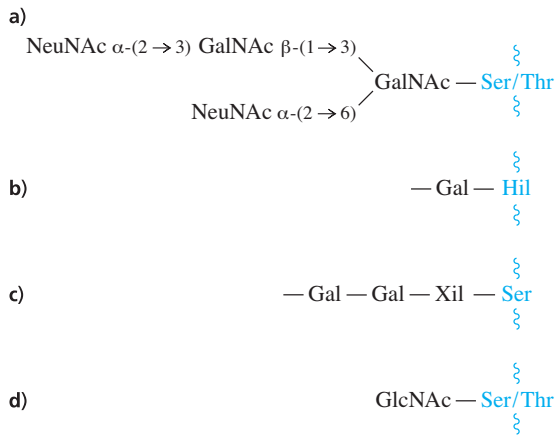 a)
NeuNAc α-(2→3) GalNAc β-(1→3)
GalNAc — Ser/Thr
NeuNAc α-(2→6)
b) — Gal — Hil
c) — Gal — Gal — Xil — Ser
d) GlcNAc — Ser/Thr